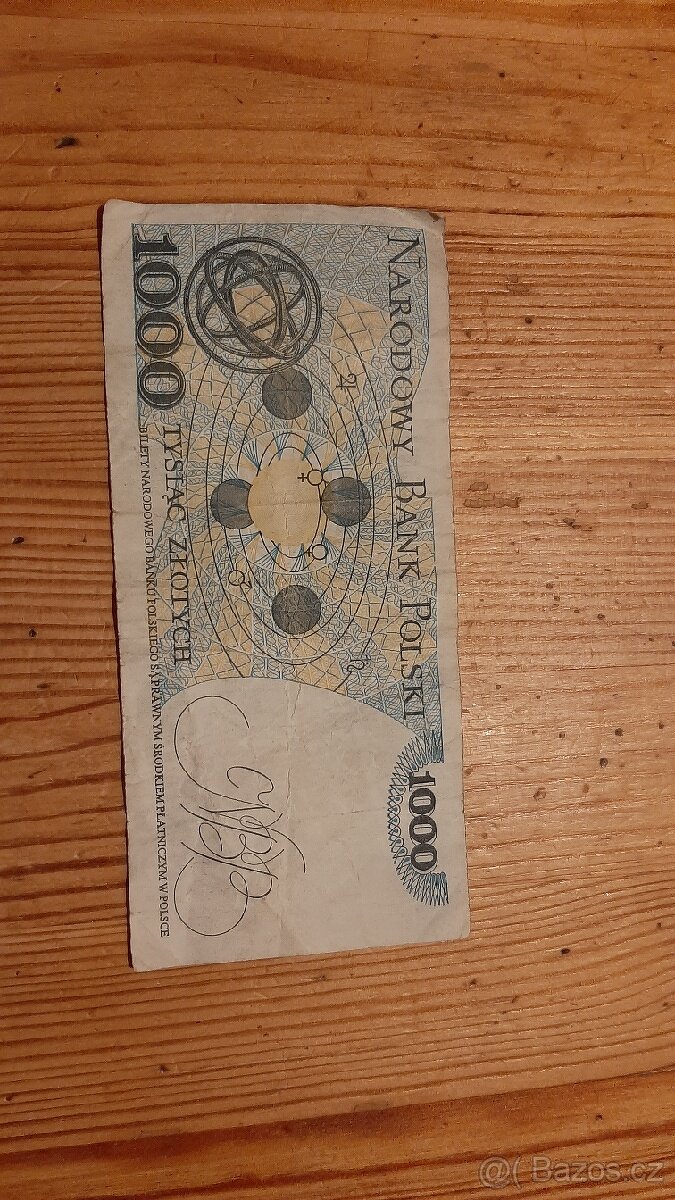 NARODOWY BANK POLSKI
1000
1000
TYSIĄC ZŁOTYCH
BILETY NARODOWEGO BANKU POLSKIEGO SĄ PRAWNYM ŚRODKIEM PŁATNICZYM W POLSCE
NBP
@( Bazos.cz